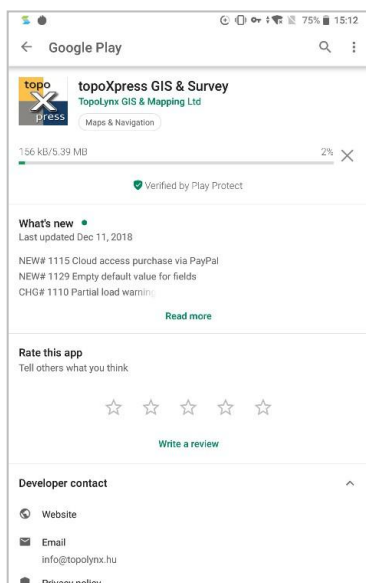 75% 15:12
Google Play
topo
X
press
topoXpress GIS & Survey
TopoLynx GIS & Mapping Ltd
Maps & Navigation
156 kB/5.39 MB 2%
Verified by Play Protect
What's new
Last updated Dec 11, 2018
NEW# 1115 Cloud access purchase via PayPal
NEW# 1129 Empty default value for fields
CHG# 1110 Partial load warning
Read more
Rate this app
Tell others what you think
Write a review
Developer contact
Website
Email
info@topolynx.hu
Privacy policy